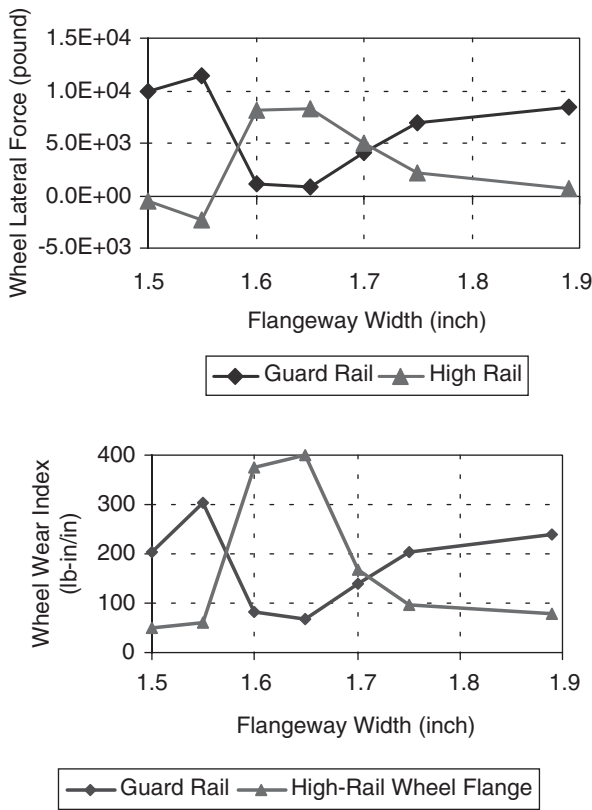 Wheel Lateral Force (pound)
1.5E+04
1.0E+04
5.0E+03
0.0E+00
-5.0E+03
1.5 1.6 1.7 1.8 1.9
Flangeway Width (inch)
Guard Rail High Rail
Wheel Wear Index
(lb-in/in)
400
300
200
100
0
1.5 1.6 1.7 1.8 1.9
Flangeway Width (inch)
Guard Rail High-Rail Wheel Flange